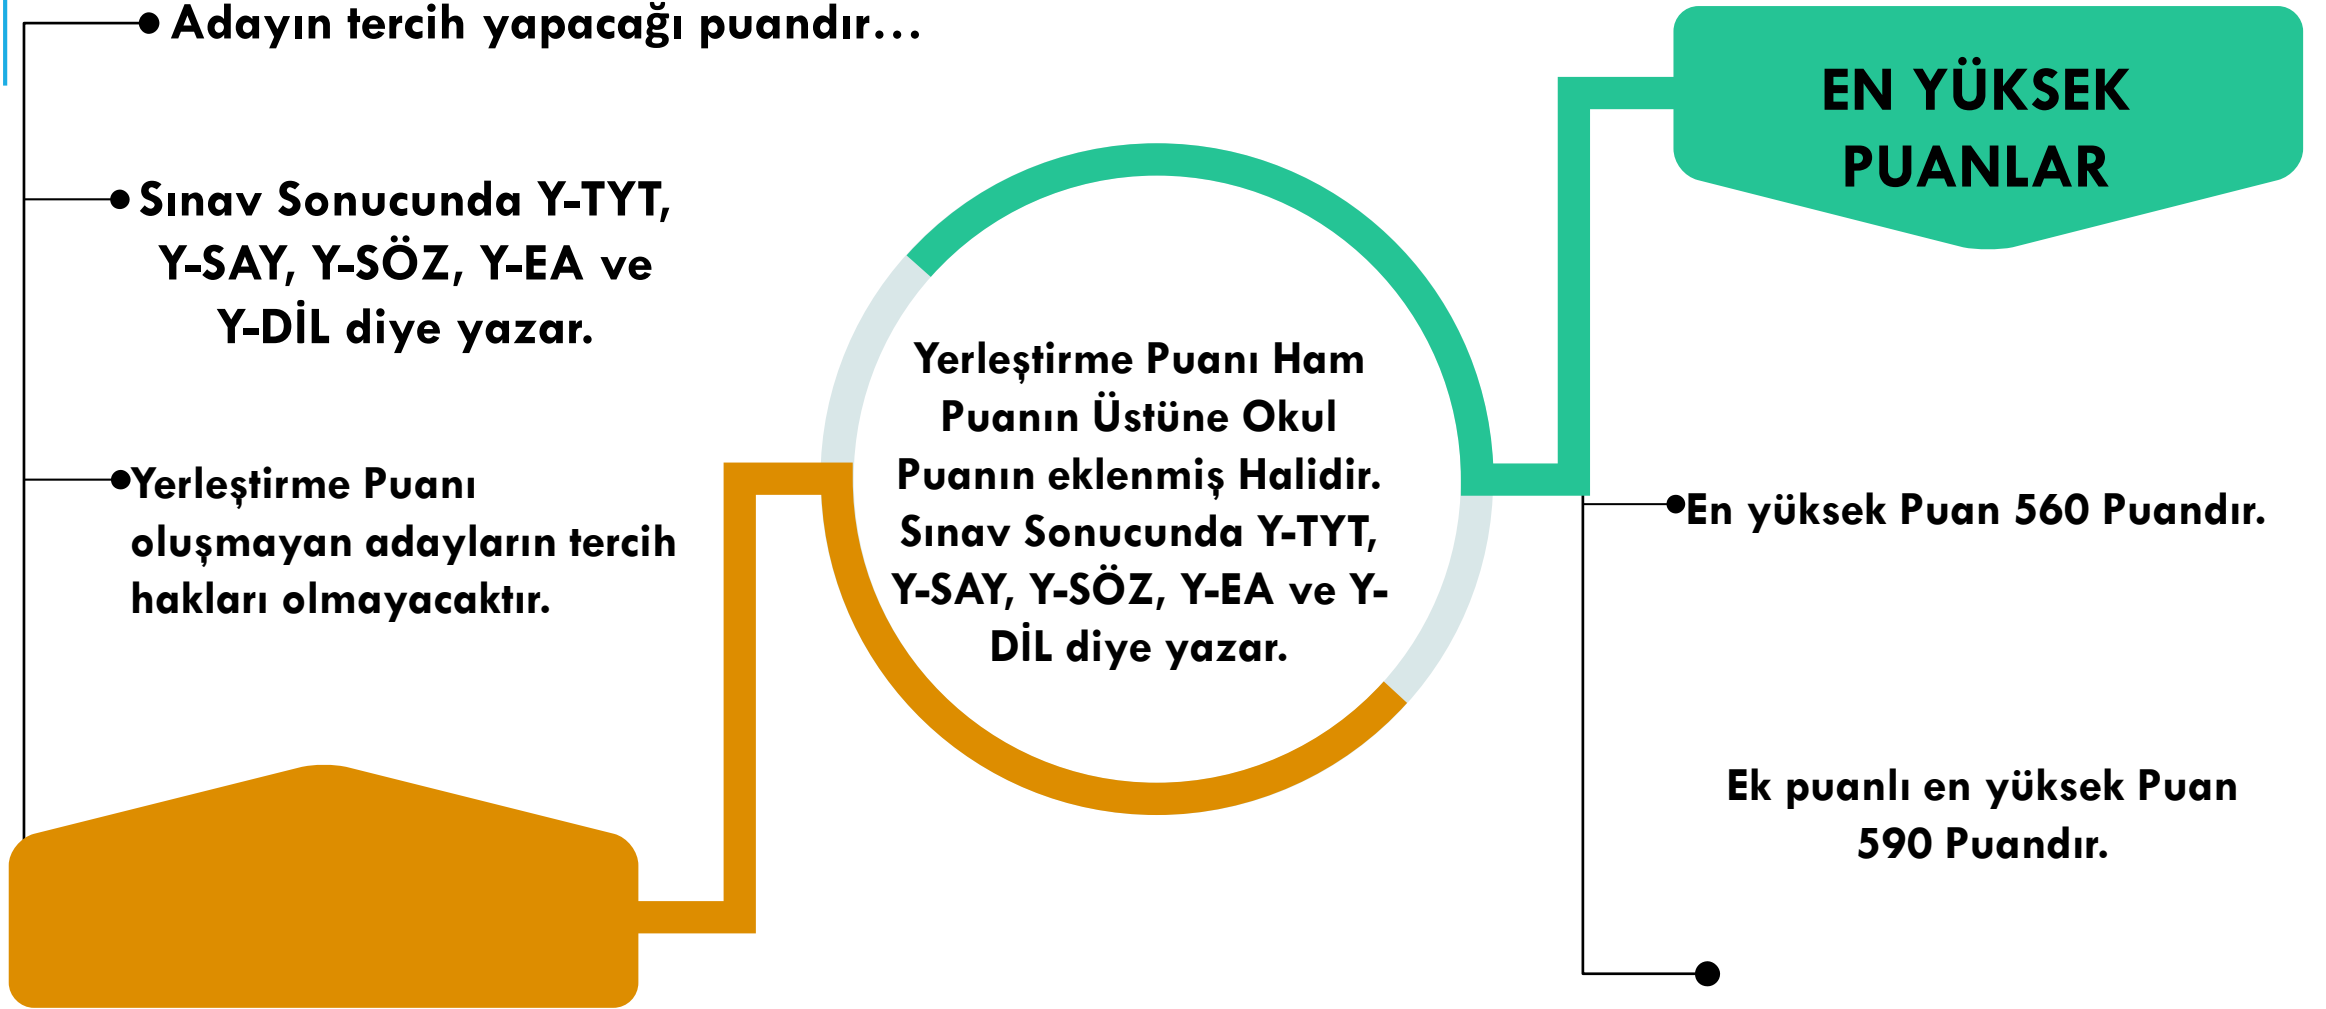 Adayın tercih yapacağı puandır...
Sınav Sonucunda Y-TYT,
Y-SAY, Y-SÖZ, Y-EA ve
Y-DİL diye yazar.
Yerleştirme Puanı
oluşmayan adayların tercih
hakları olmayacaktır.
Yerleştirme Puanı Ham
Puanın Üstüne Okul
Puanın eklenmiş Halidir.
Sınav Sonucunda Y-TYT,
Y-SAY, Y-SÖZ, Y-EA ve Y-
DİL diye yazar.
EN YÜKSEK
PUANLAR
En yüksek Puan 560 Puandır.
Ek puanlı en yüksek Puan
590 Puandır.